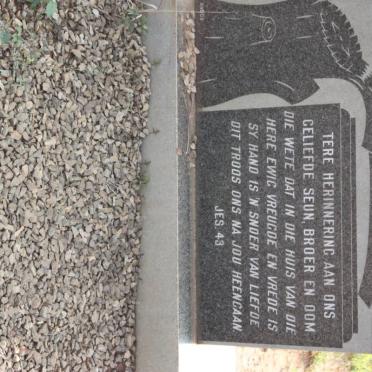 TERE HERINNERING AAN ONS
GELIEFDE SEUN, BROER EN OOM
DIE WETE DAT IN DIE HUIS VAN DIE
HERE EWIG VREUGDE EN VREDE IS
SY HAND IS 'N SNOER VAN LIEFDE
DIT TROOS ONS NA JOU HEENGAAN
JES. 43